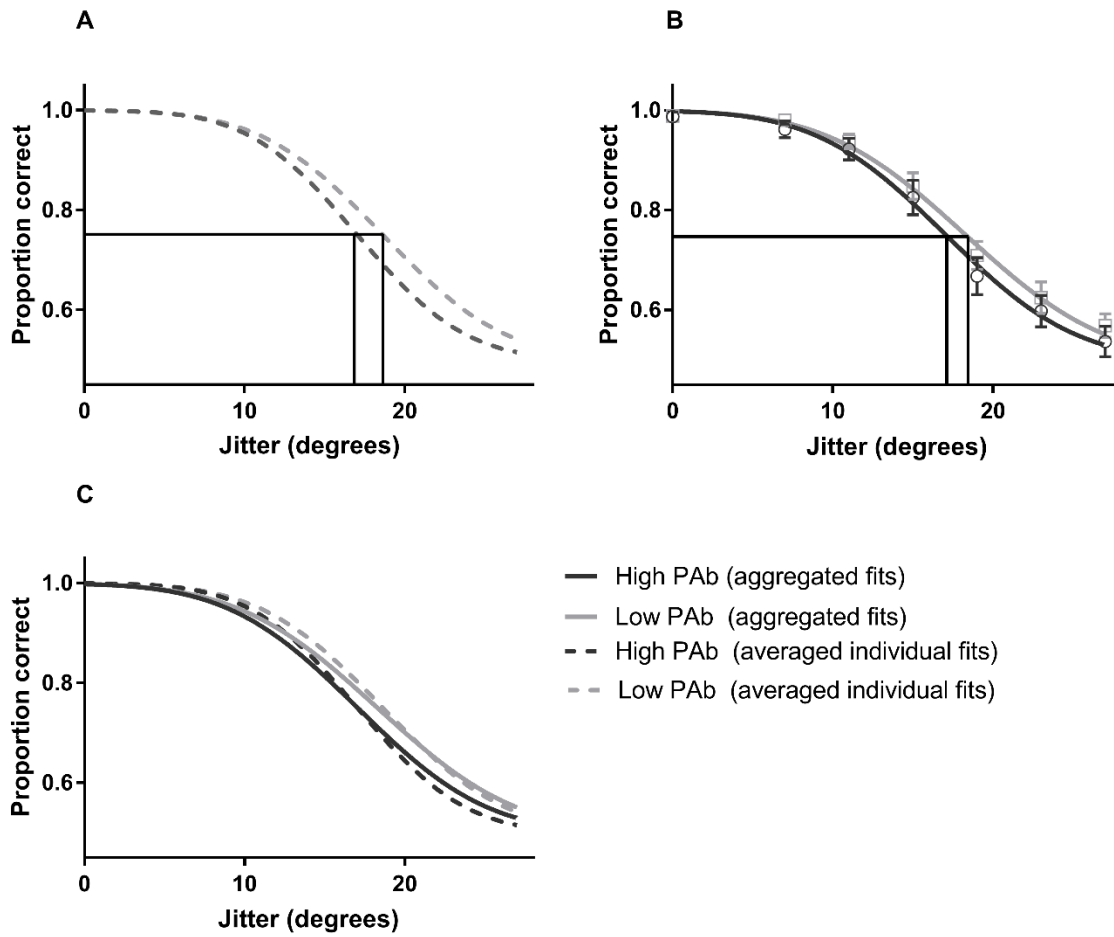 A
Proportion correct
1.0
0.8
0.6
0
10
20
Jitter (degrees)
B
Proportion correct
1.0
0.8
0.6
0
10
20
Jitter (degrees)
C
Proportion correct
1.0
0.8
0.6
0
10
20
Jitter (degrees)
High PAb (aggregated fits)
Low PAb (aggregated fits)
High PAb (averaged individual fits)
Low PAb (averaged individual fits)